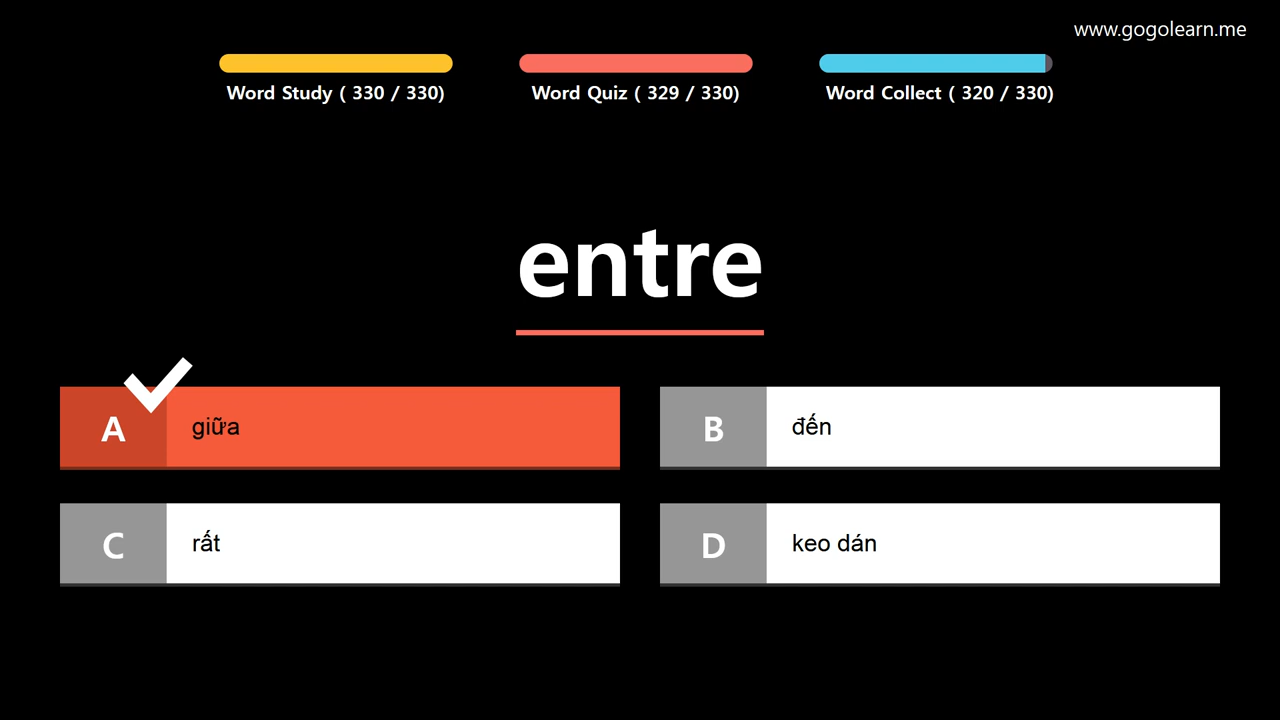 www.gogolearn.me
Word Study ( 330 / 330)
Word Quiz ( 329 / 330)
Word Collect ( 320 / 330)
entre
A giữa
B đến
C rất
D keo dán